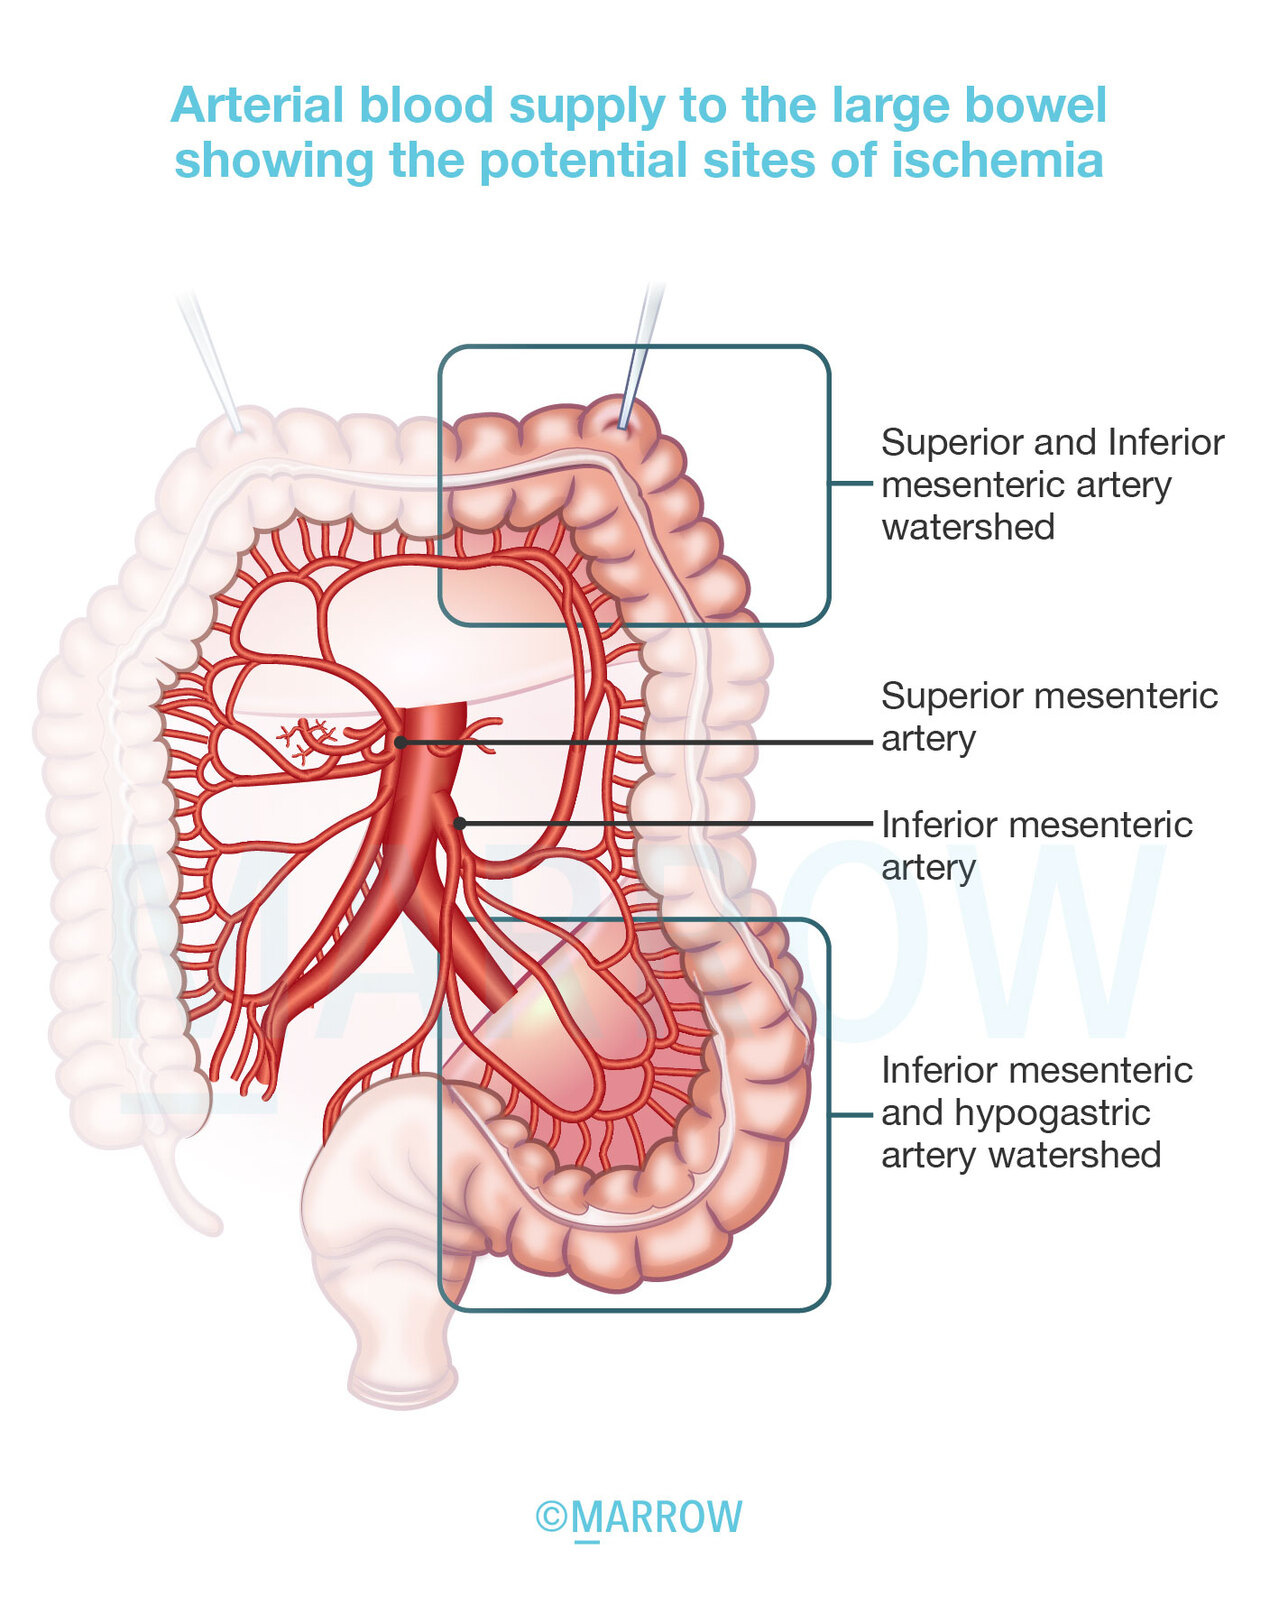 Arterial blood supply to the large bowel
showing the potential sites of ischemia
Superior and Inferior
mesenteric artery
watershed
Superior mesenteric
artery
Inferior mesenteric
artery
MARROW
Inferior mesenteric
and hypogastric
artery watershed
©MARROW